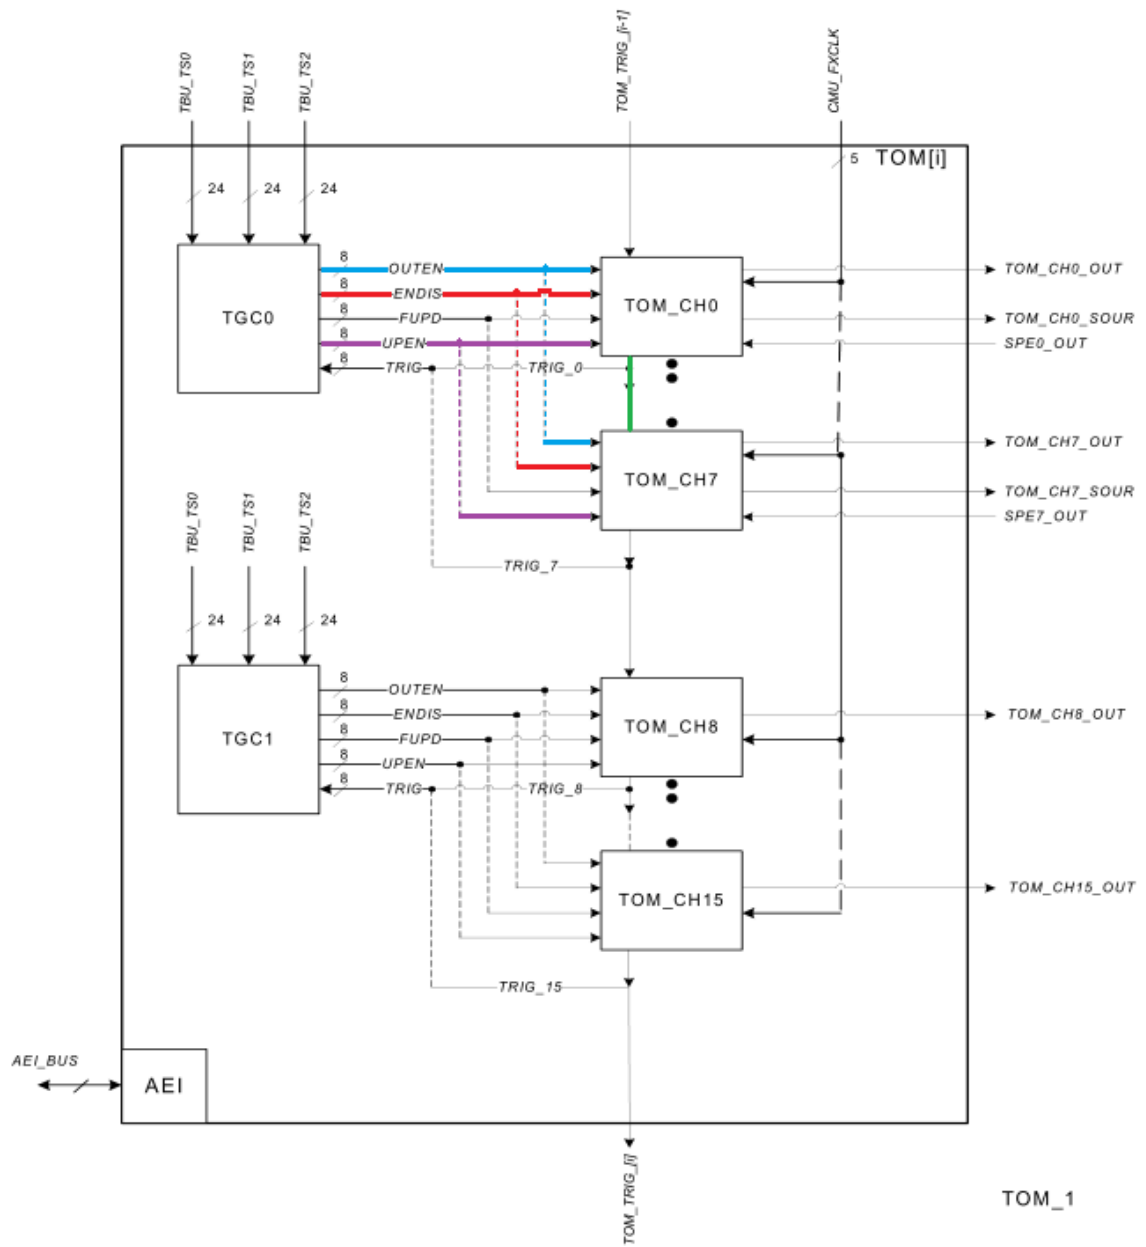 TBU_TS0
TBU_TS1
TBU_TS2
TOM_TRIG_[i-1]
CMU_FXCLK
5
TOM[i]
24
24
24
TGC0
8
OUTEN
8
ENDIS
8
FUPD
8
UPEN
8
TRIG
TRIG_0
TOM_CH0
TOM_CH0_OUT
TOM_CH0_SOUR
SPE0_OUT
TOM_CH7
TOM_CH7_OUT
TOM_CH7_SOUR
SPE7_OUT
TRIG_7
TBU_TS0
TBU_TS1
TBU_TS2
24
24
24
TGC1
8
OUTEN
8
ENDIS
8
FUPD
8
UPEN
8
TRIG
TRIG_8
TOM_CH8
TOM_CH8_OUT
TOM_CH15
TOM_CH15_OUT
TRIG_15
AEI_BUS
AEI
TOM_TRIG_[i]
TOM_1